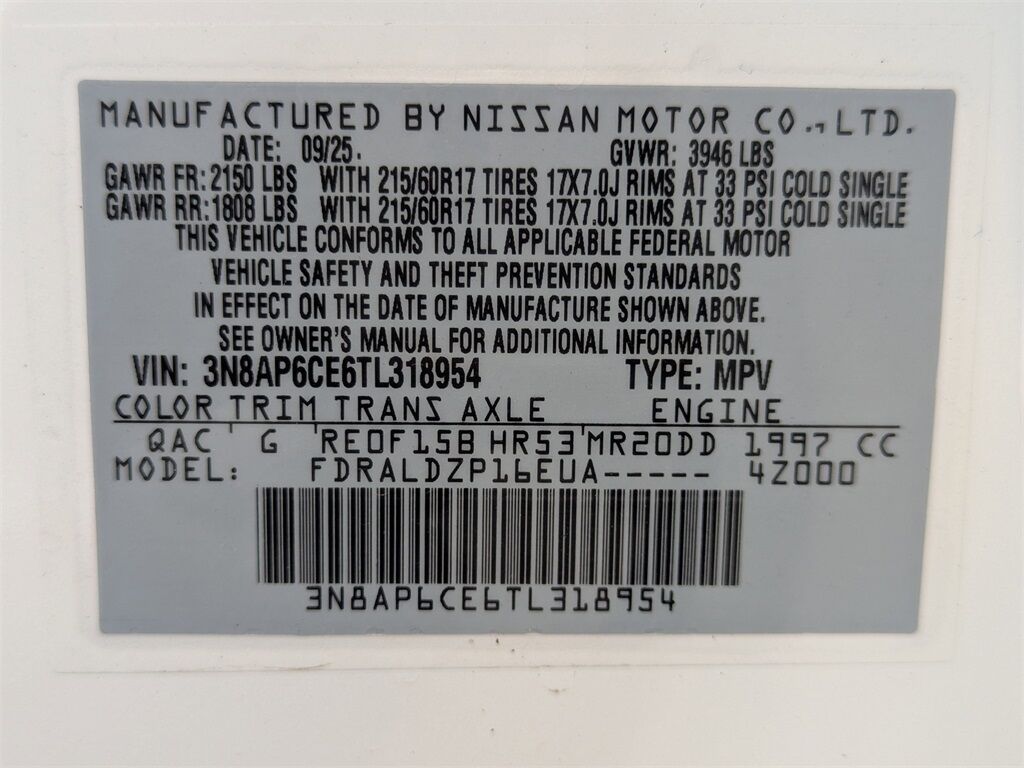 MANUFACTURED BY NISSAN MOTOR CO., LTD.
DATE: 09/25. GVWR: 3946 LBS
GAWR FR: 2150 LBS WITH 215/60R17 TIRES 17X7.0J RIMS AT 33 PSI COLD SINGLE
GAWR RR: 1808 LBS WITH 215/60R17 TIRES 17X7.0J RIMS AT 33 PSI COLD SINGLE
THIS VEHICLE CONFORMS TO ALL APPLICABLE FEDERAL MOTOR
VEHICLE SAFETY AND THEFT PREVENTION STANDARDS
IN EFFECT ON THE DATE OF MANUFACTURE SHOWN ABOVE.
SEE OWNER'S MANUAL FOR ADDITIONAL INFORMATION.
VIN: 3N8AP6CE6TL318954 TYPE: MPV
COLOR TRIM TRANS AXLE ENGINE
QAC G RE0F15B HR53 MR20DD 1997 CC
MODEL: FDRALDZP16EUA----- 4Z000
3N8AP6CE6TL318954